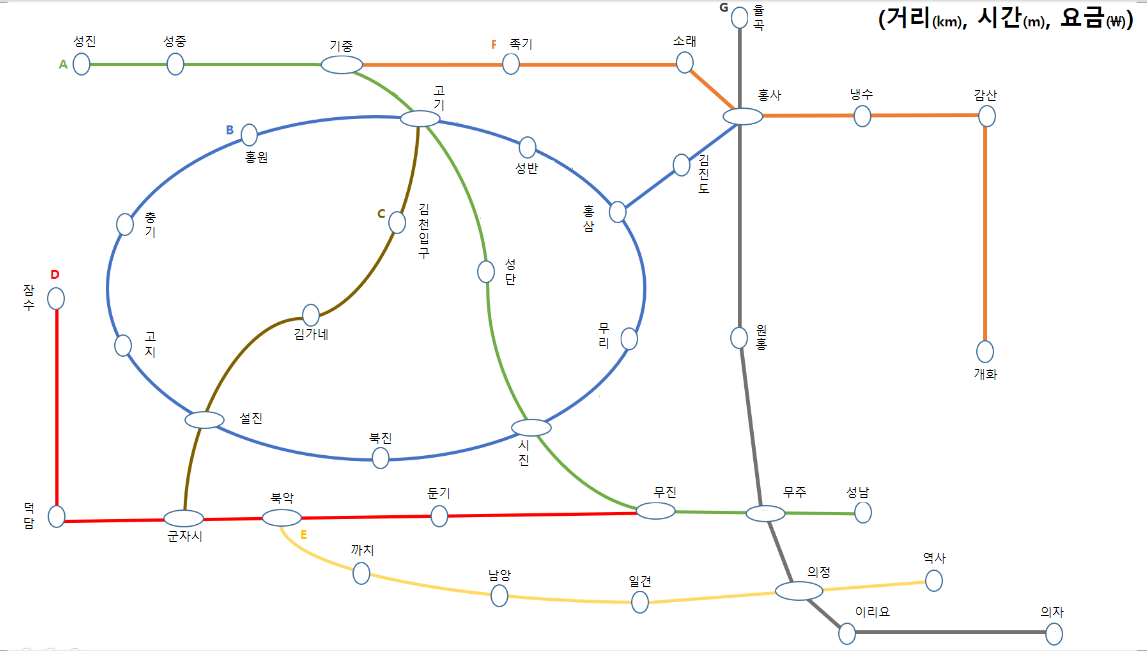 (거리(km), 시간(m), 요금(₩))
G
율곡
성진
성중
기중
F
족기
소래
A
고기
홍사
냉수
감산
B
홍원
성반
김진도
C
김천입구
홍삼
충기
D
잠수
성단
김가네
무리
원홍
고지
개화
설진
북진
시진
덕담
북악
둔기
무진
무주
성남
군자시
E
까치
남양
일견
의정
역사
이리요
의자